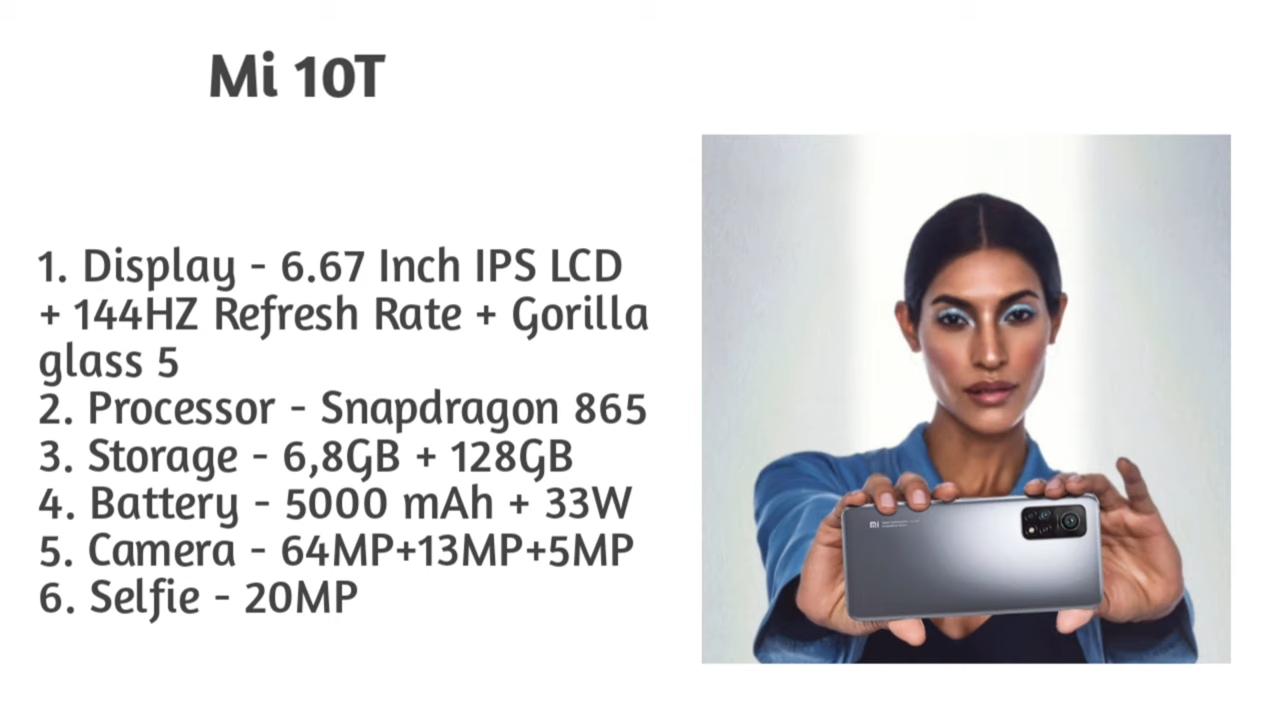 Mi 10T
1. Display - 6.67 Inch IPS LCD
+ 144HZ Refresh Rate + Gorilla
glass 5
2. Processor - Snapdragon 865
3. Storage - 6,8GB + 128GB
4. Battery - 5000 mAh + 33W
5. Camera - 64MP+13MP+5MP
6. Selfie - 20MP
mi